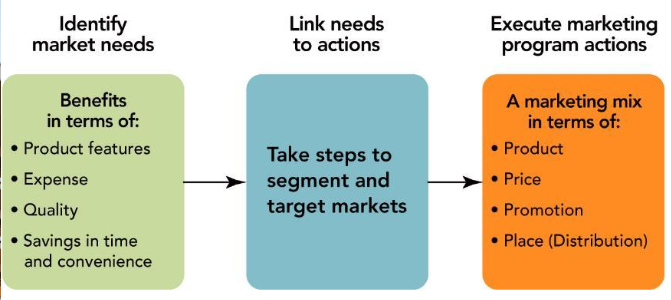 Identify
market needs
Link needs
to actions
Execute marketing
program actions
Benefits
in terms of:
• Product features
• Expense
• Quality
• Savings in time
and convenience
Take steps to
segment and
target markets
A marketing mix
in terms of:
• Product
• Price
• Promotion
• Place (Distribution)